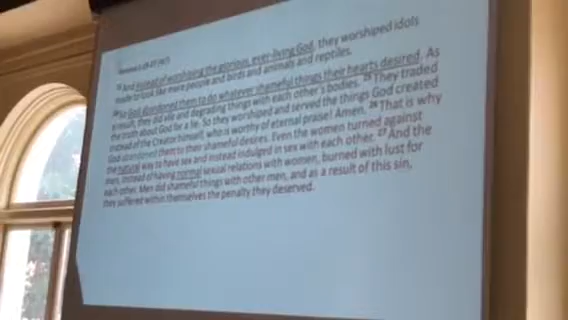 Romans 1:23-27 (NLT)
²³ And instead of worshiping the glorious, ever-living God, they worshiped idols
made to look like mere people and birds and animals and reptiles.
²⁴ So God abandoned them to do whatever shameful things their hearts desired. As
a result, they did vile and degrading things with each other's bodies. ²⁵ They traded
the truth about God for a lie. So they worshiped and served the things God created
instead of the Creator himself, who is worthy of eternal praise! Amen. ²⁶ That is why
God abandoned them to their shameful desires. Even the women turned against
the natural way to have sex and instead indulged in sex with each other. ²⁷ And the
men, instead of having normal sexual relations with women, burned with lust for
each other. Men did shameful things with other men, and as a result of this sin,
they suffered within themselves the penalty they deserved.